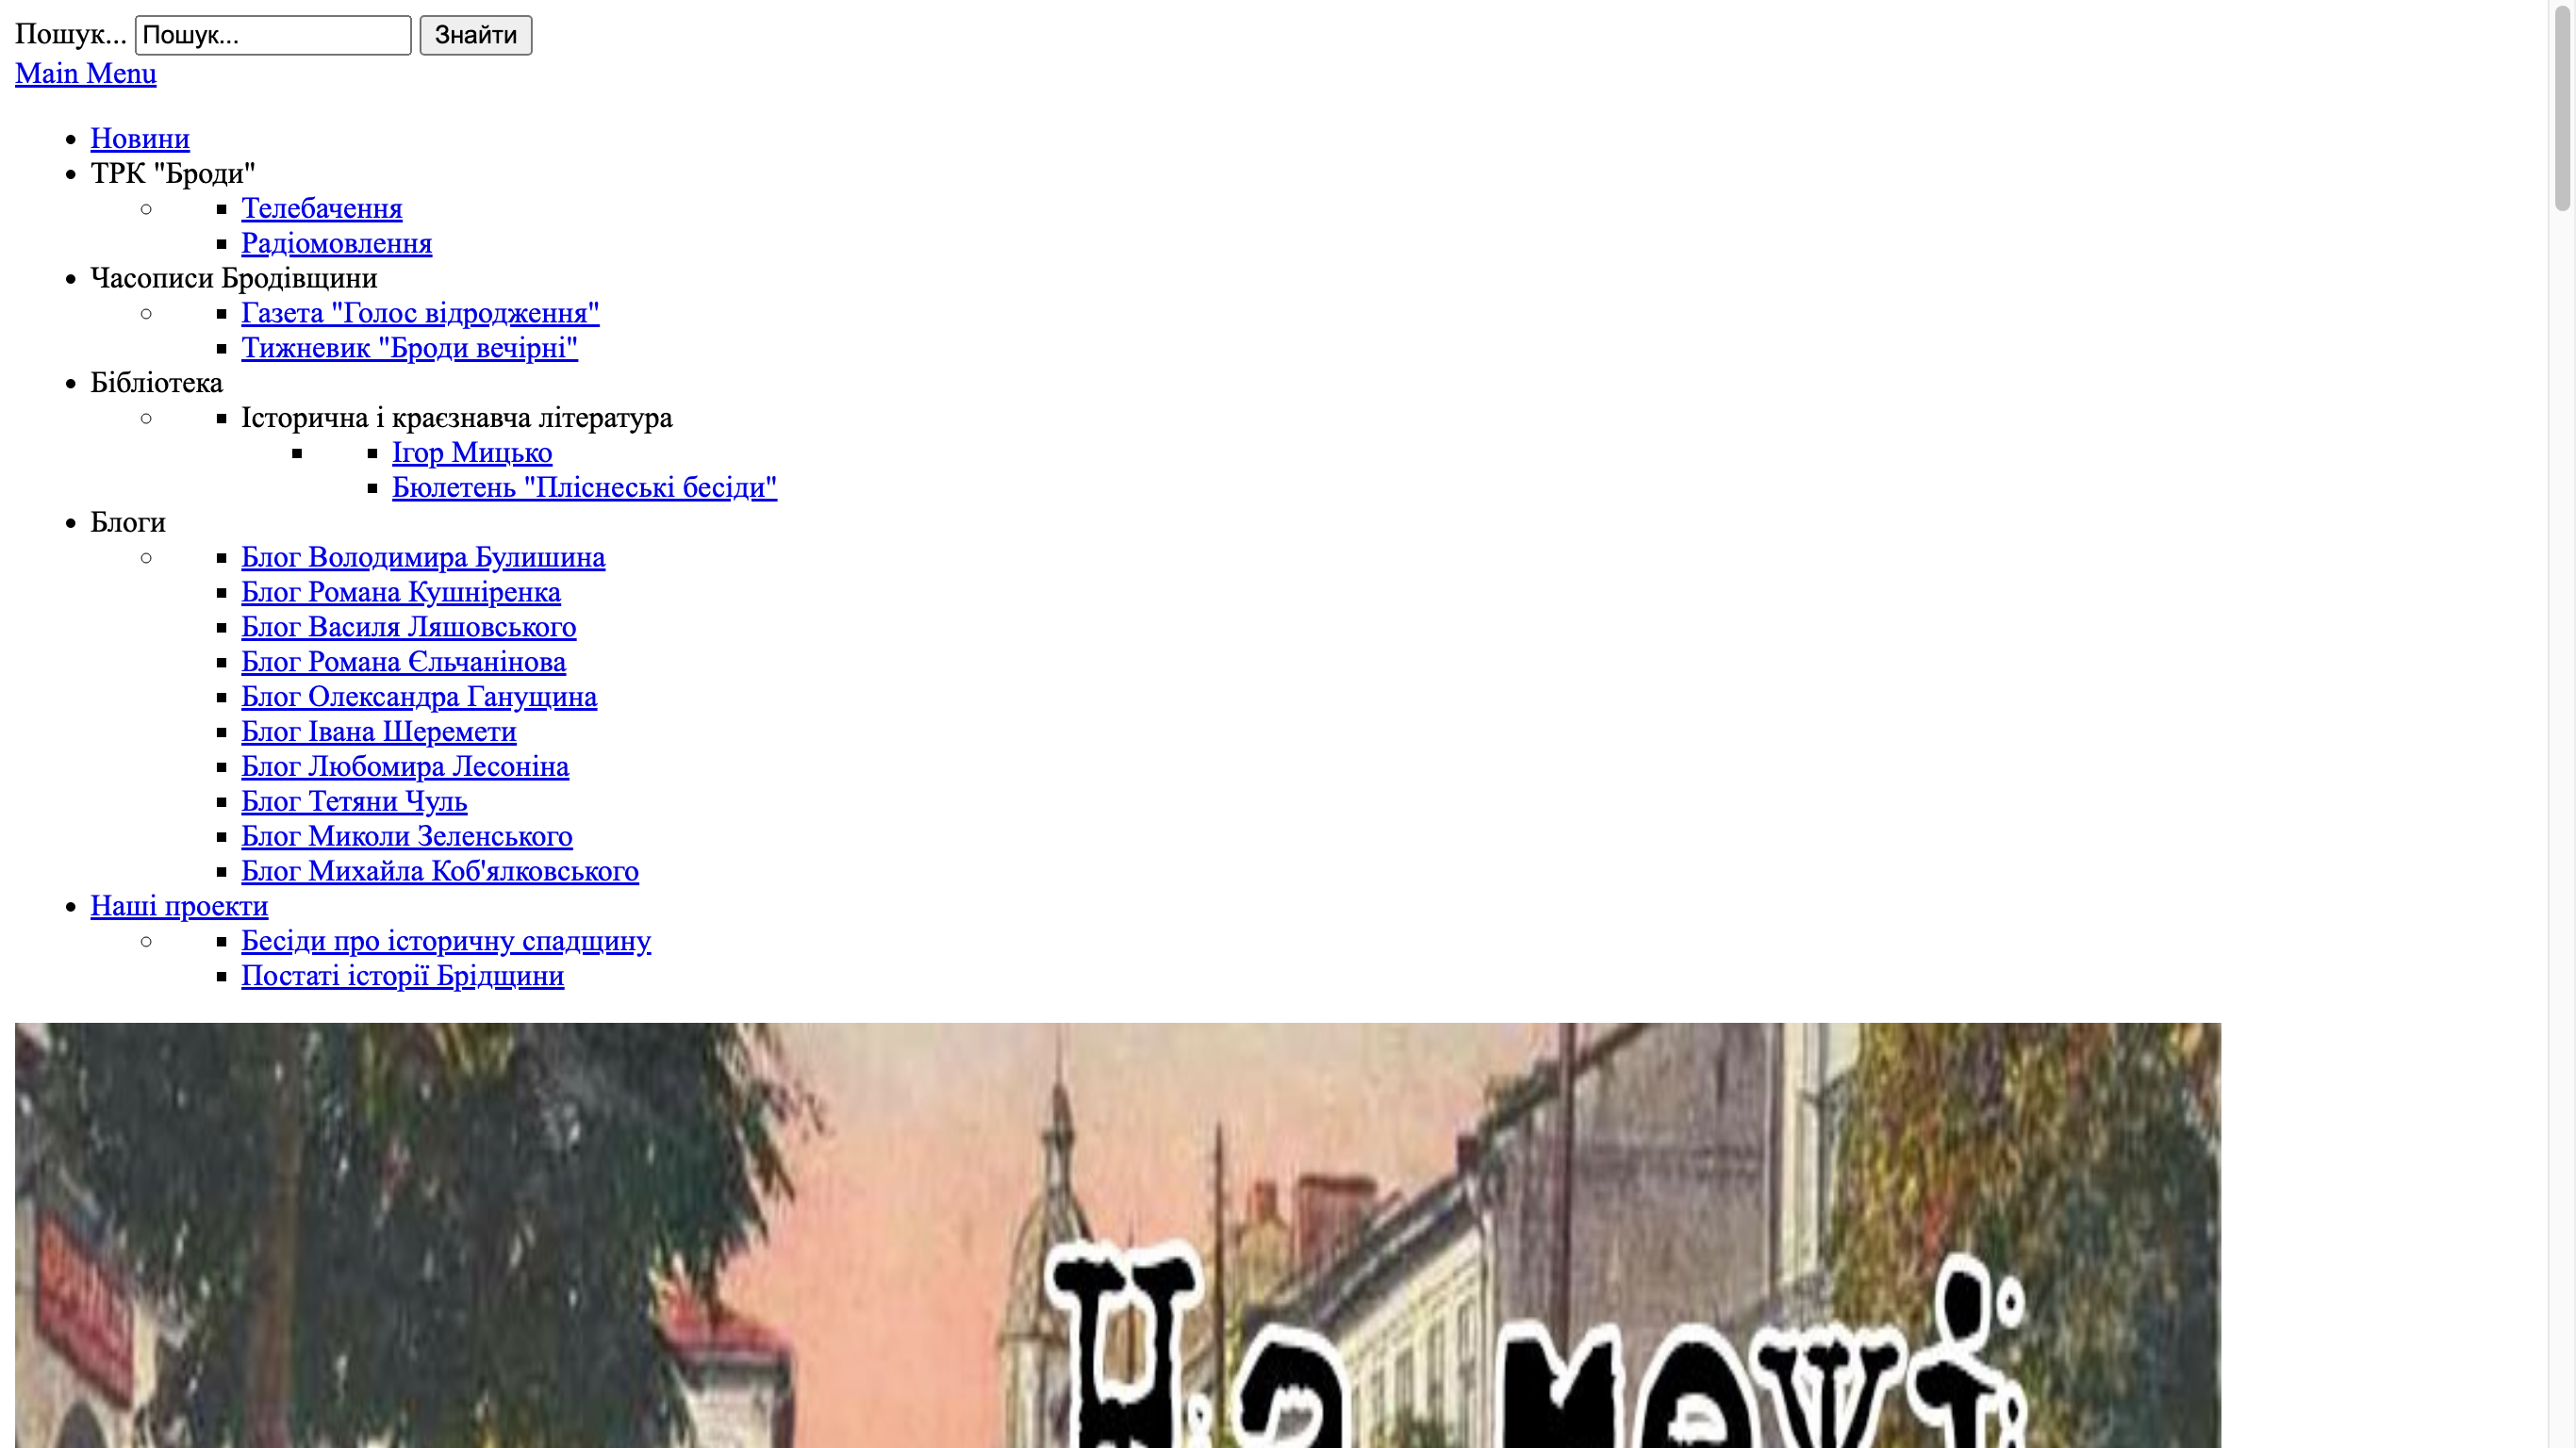 Пошук... Пошук... Знайти
Main Menu
Новини
ТРК "Броди"
Телебачення
Радіомовлення
Часописи Бродівщини
Газета "Голос відродження"
Тижневик "Броди вечірні"
Бібліотека
Історична і краєзнавча література
Ігор Мицько
Бюлетень "Пліснеські бесіди"
Блоги
Блог Володимира Булишина
Блог Романа Кушніренка
Блог Василя Ляшовського
Блог Романа Єльчанінова
Блог Олександра Ганущина
Блог Івана Шеремети
Блог Любомира Лесоніна
Блог Тетяни Чуль
Блог Миколи Зеленського
Блог Михайла Коб'ялковського
Наші проекти
Бесіди про історичну спадщину
Постаті історії Брідщини
На межі